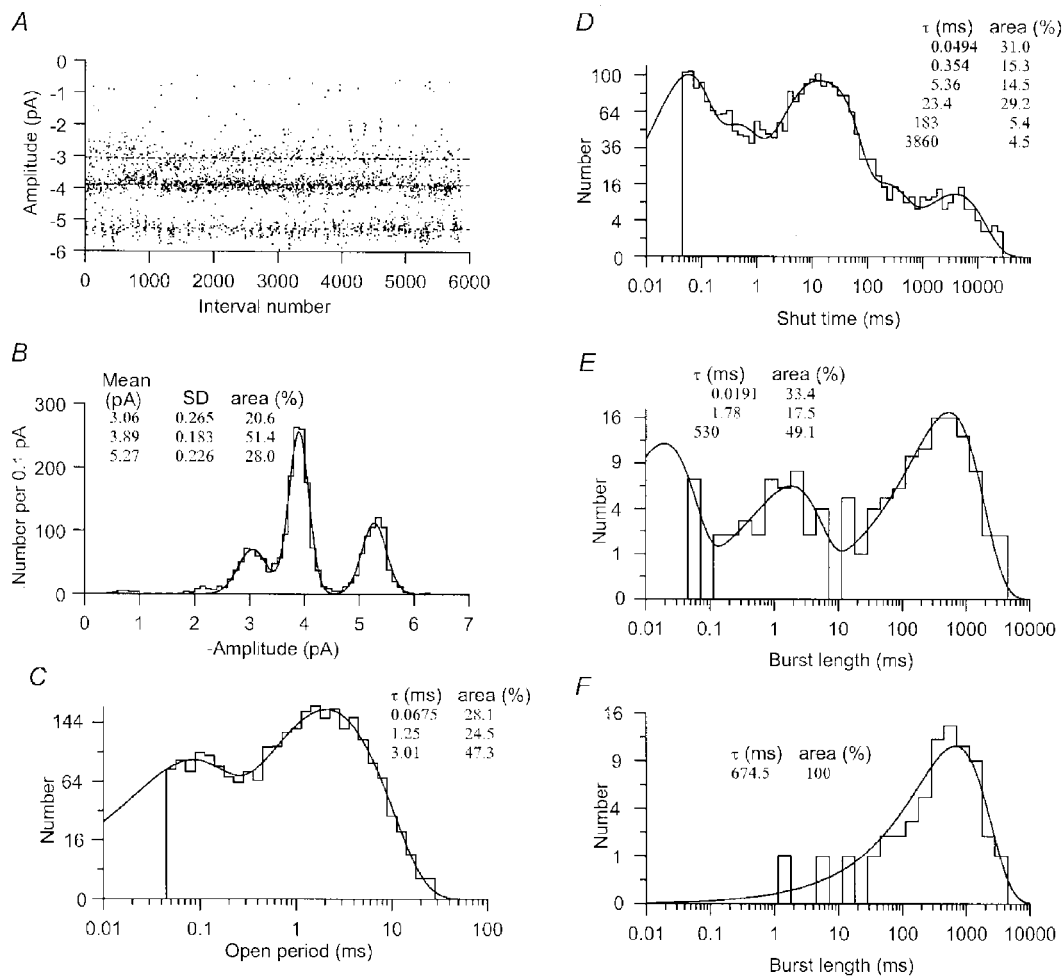 A
0
-1
-2
-3
-4
-5
-6
Amplitude (pA)
0 1000 2000 3000 4000 5000 6000
Interval number
B
Mean
(pA) SD area (%)
3.06 0.265 20.6
3.89 0.183 51.4
5.27 0.226 28.0
300
200
100
0
Number per 0.1 pA
0 1 2 3 4 5 6 7
-Amplitude (pA)
C
τ (ms) area (%)
0.0675 28.1
1.25 24.5
3.01 47.3
144
64
16
0
Number
0.01 0.1 1 10 100
Open period (ms)
D
τ (ms) area (%)
0.0494 31.0
0.354 15.3
5.36 14.5
23.4 29.2
183 5.4
3860 4.5
100
64
36
16
4
0
Number
0.01 0.1 1 10 100 1000 10000
Shut time (ms)
E
τ (ms) area (%)
0.0191 33.4
1.78 17.5
530 49.1
16
9
4
1
0
Number
0.01 0.1 1 10 100 1000 10000
Burst length (ms)
F
τ (ms) area (%)
674.5 100
16
9
4
1
0
Number
0.01 0.1 1 10 100 1000 10000
Burst length (ms)